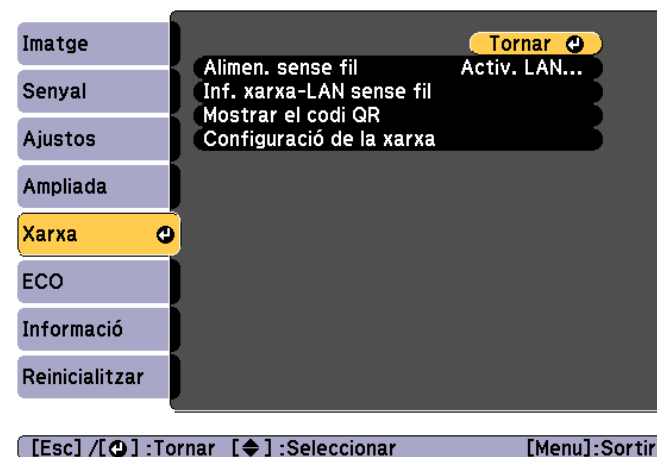 Imatge
Senyal
Ajustos
Ampliada
Xarxa
ECO
Informació
Reinicialitzar
Tornar
Alimen. sense fil Activ. LAN...
Inf. xarxa-LAN sense fil
Mostrar el codi QR
Configuració de la xarxa
[Esc] /[⏎] :Tornar [◆] :Seleccionar [Menu]:Sortir